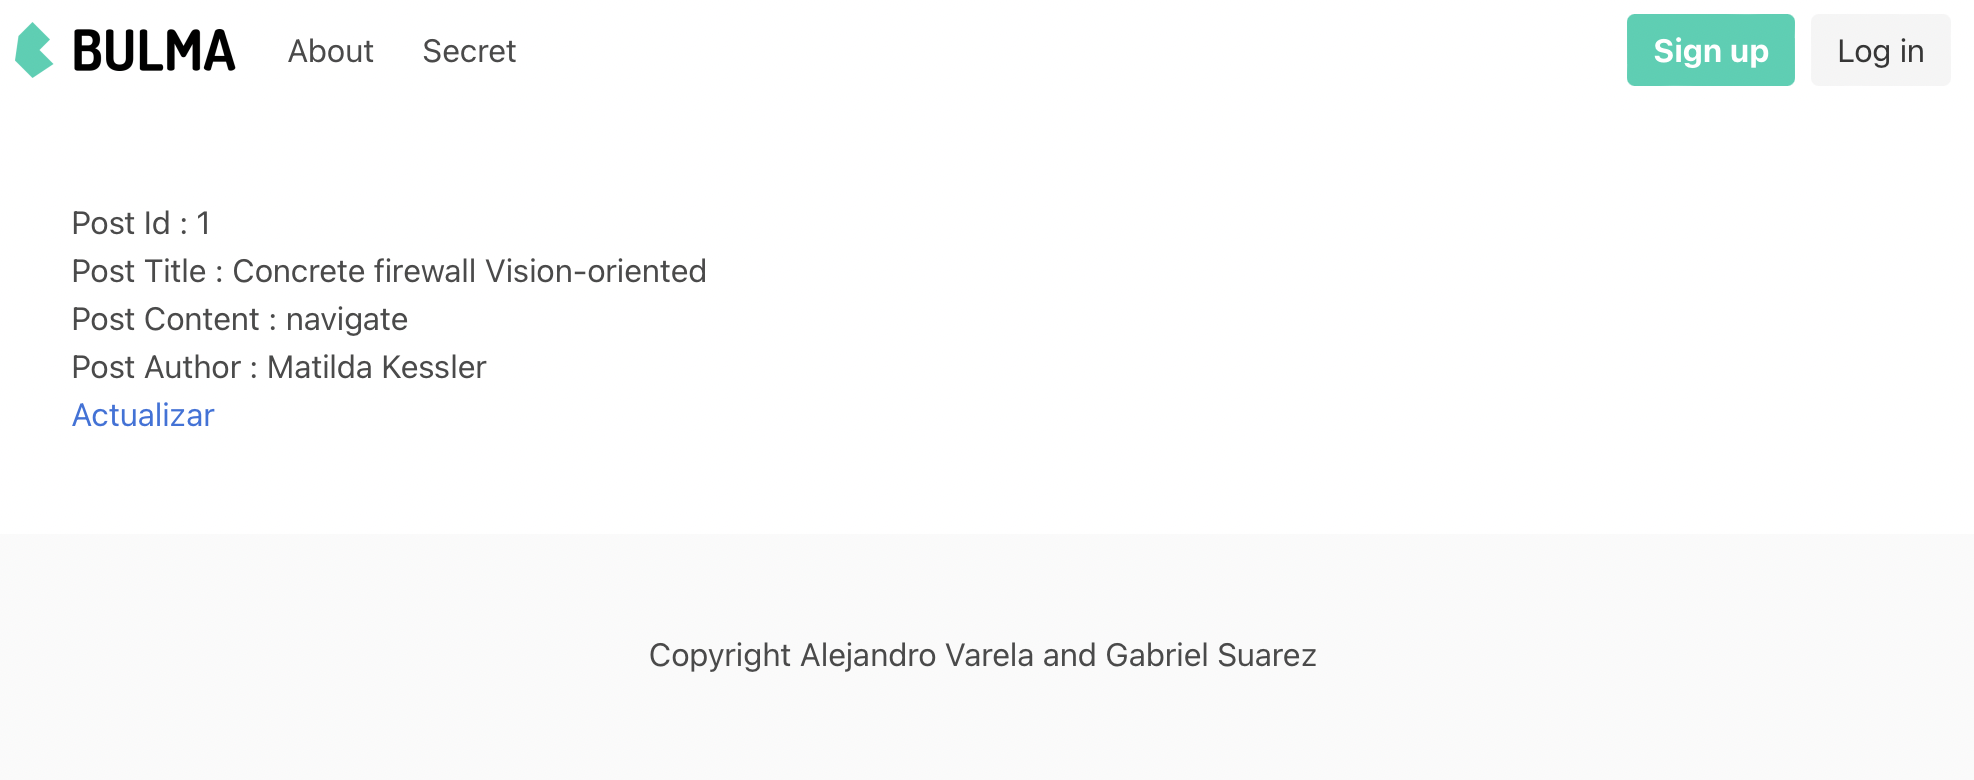 BULMA About Secret Sign up Log in
Post Id : 1
Post Title : Concrete firewall Vision-oriented
Post Content : navigate
Post Author : Matilda Kessler
Actualizar
Copyright Alejandro Varela and Gabriel Suarez